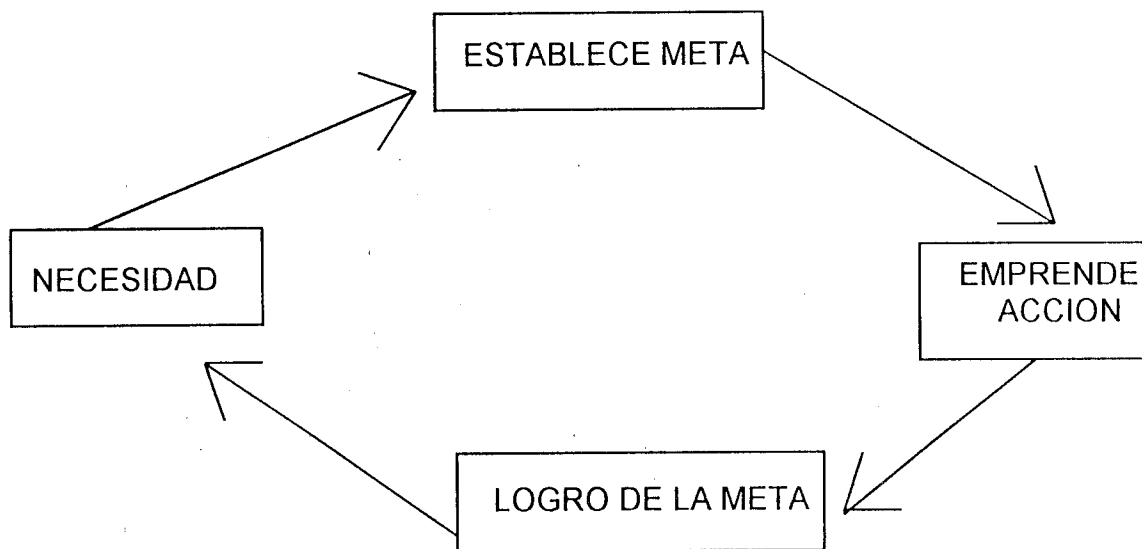 ESTABLECE META
NECESIDAD
EMPRENDE
ACCION
LOGRO DE LA META